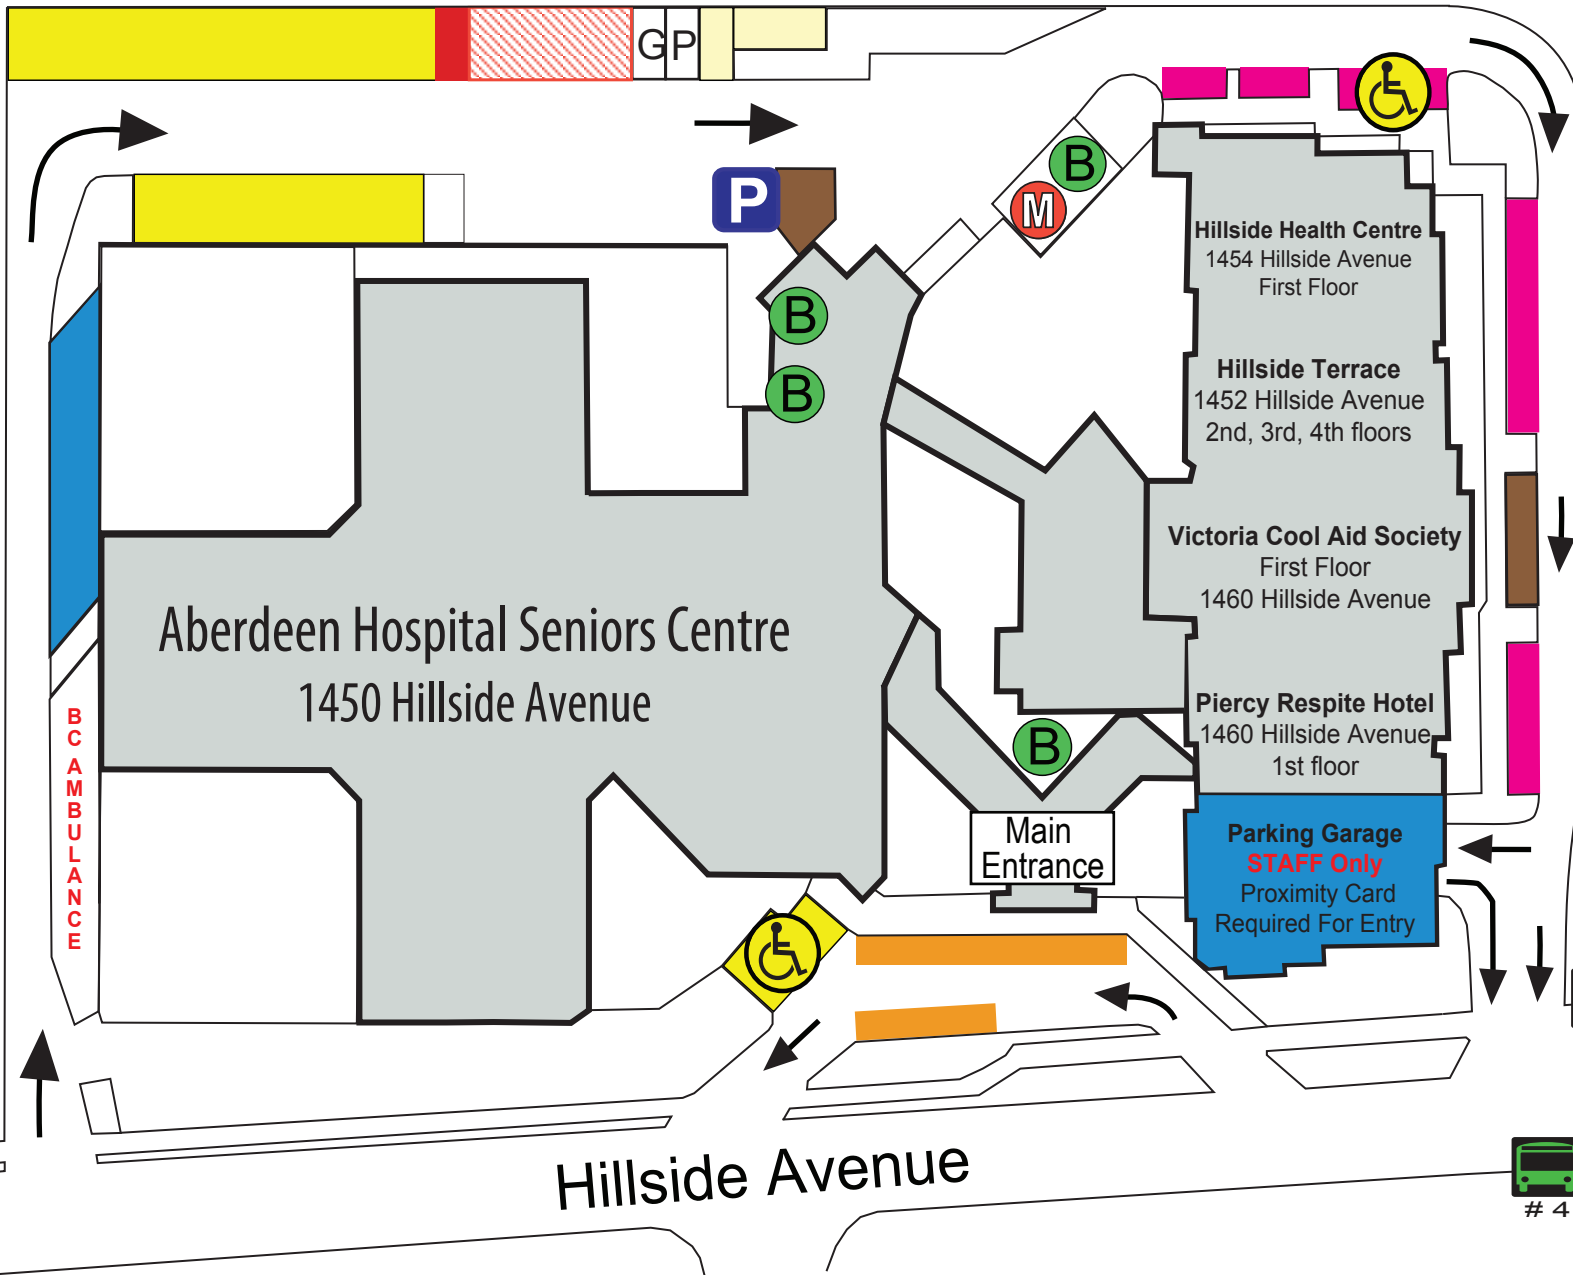 GP
P
B
M
Hillside Health Centre
1454 Hillside Avenue
First Floor
B
B
Hillside Terrace
1452 Hillside Avenue
2nd, 3rd, 4th floors
Victoria Cool Aid Society
First Floor
1460 Hillside Avenue
Aberdeen Hospital Seniors Centre
1450 Hillside Avenue
Piercy Respite Hotel
1460 Hillside Avenue
1st floor
BC AMBULANCE
B
Main
Entrance
Parking Garage
STAFF Only
Proximity Card
Required For Entry
Hillside Avenue
# 4